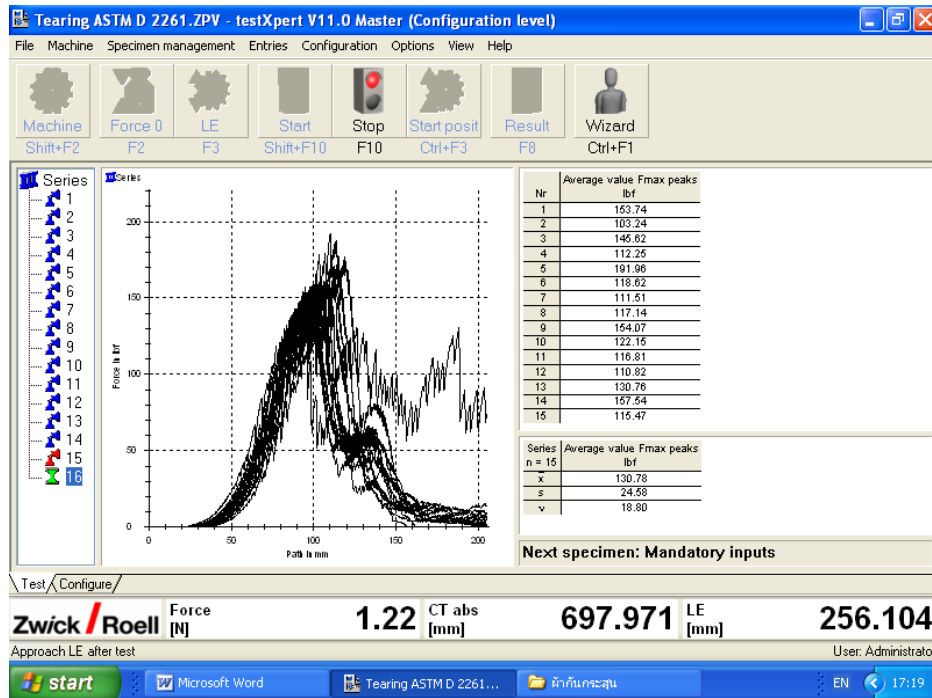 Tearing ASTM D 2261.ZPV - testXpert V11.0 Master (Configuration level)
File Machine Specimen management Entries Configuration Options View Help
Machine Force 0 LE Start Stop Start posit Result Wizard
Shift+F2 F2 F3 Shift+F10 F10 Ctrl+F3 F8 Ctrl+F1
Series
1
2
3
4
5
6
7
8
9
10
11
12
13
14
15
16
Series
200
150
100
50
0
Force in lbf
0 50 100 150 200
Path in mm
Nr Average value Fmax peaks lbf
1 153.74
2 103.24
3 145.62
4 112.25
5 191.96
6 118.62
7 111.51
8 117.14
9 154.07
10 122.15
11 116.81
12 110.82
13 130.76
14 157.54
15 115.47
Series Average value Fmax peaks
n = 15 lbf
x 130.78
s 24.58
v 18.80
Next specimen: Mandatory inputs
Test Configure
Zwick / Roell Force [N] 1.22 CT abs [mm] 697.971 LE [mm] 256.104
Approach LE after test User: Administrato
start Microsoft Word Tearing ASTM D 2261... ผ้ากันกระสุน EN 17:19